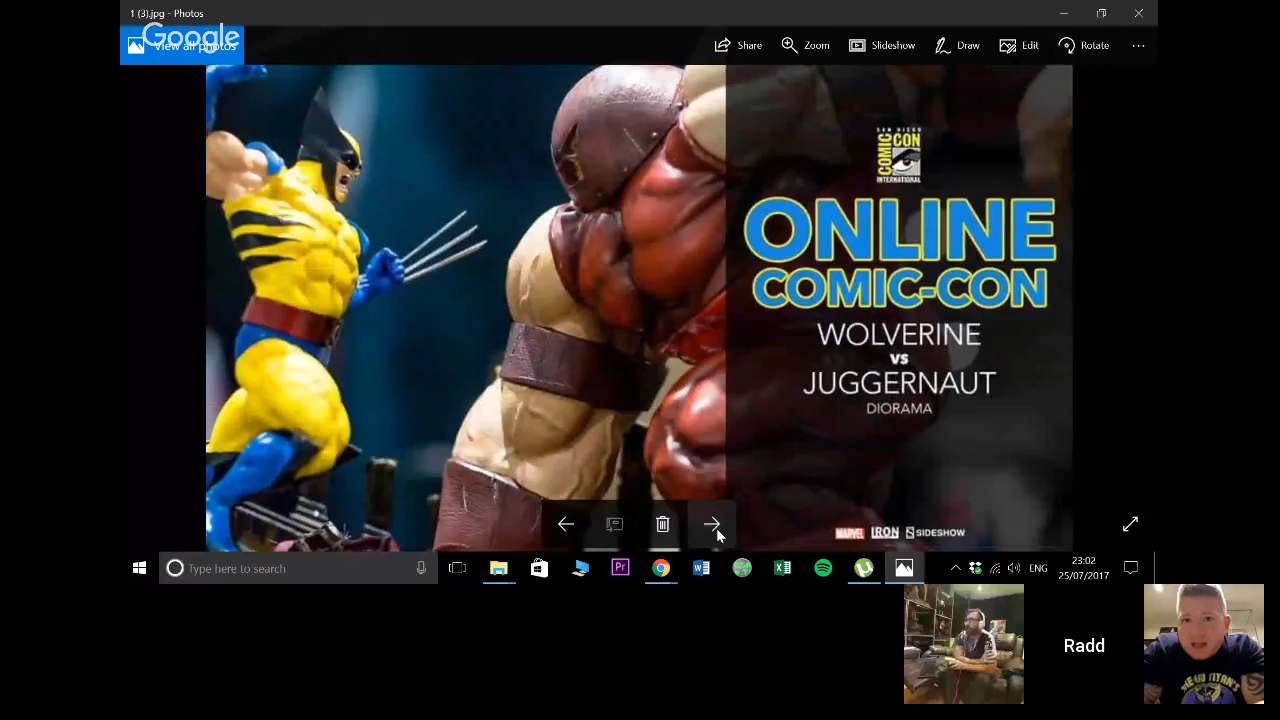 1 (3).jpg - Photos
Google
View all photos
Share
Zoom
Slideshow
Draw
Edit
Rotate
SAN DIEGO
COMIC CON
INTERNATIONAL
ONLINE
COMIC-CON
WOLVERINE
VS
JUGGERNAUT
DIORAMA
MARVEL IRON SIDESHOW
Type here to search
Pr
ENG
23:02
25/07/2017
Radd